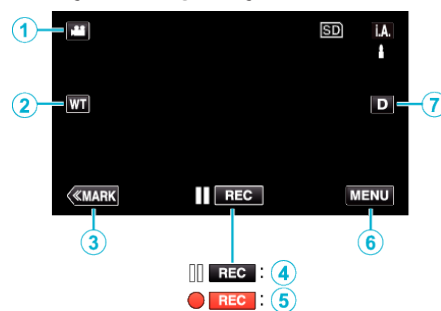 1 SD i.A.
2 WT D 7
≪MARK REC MENU
3 6
REC : 4
REC : 5